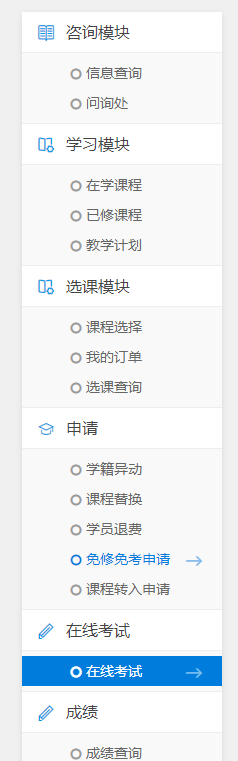 咨询模块
信息查询
问询处
学习模块
在学课程
已修课程
教学计划
选课模块
课程选择
我的订单
选课查询
申请
学籍异动
课程替换
学员退费
免修免考申请
课程转入申请
在线考试
在线考试
成绩
成绩查询